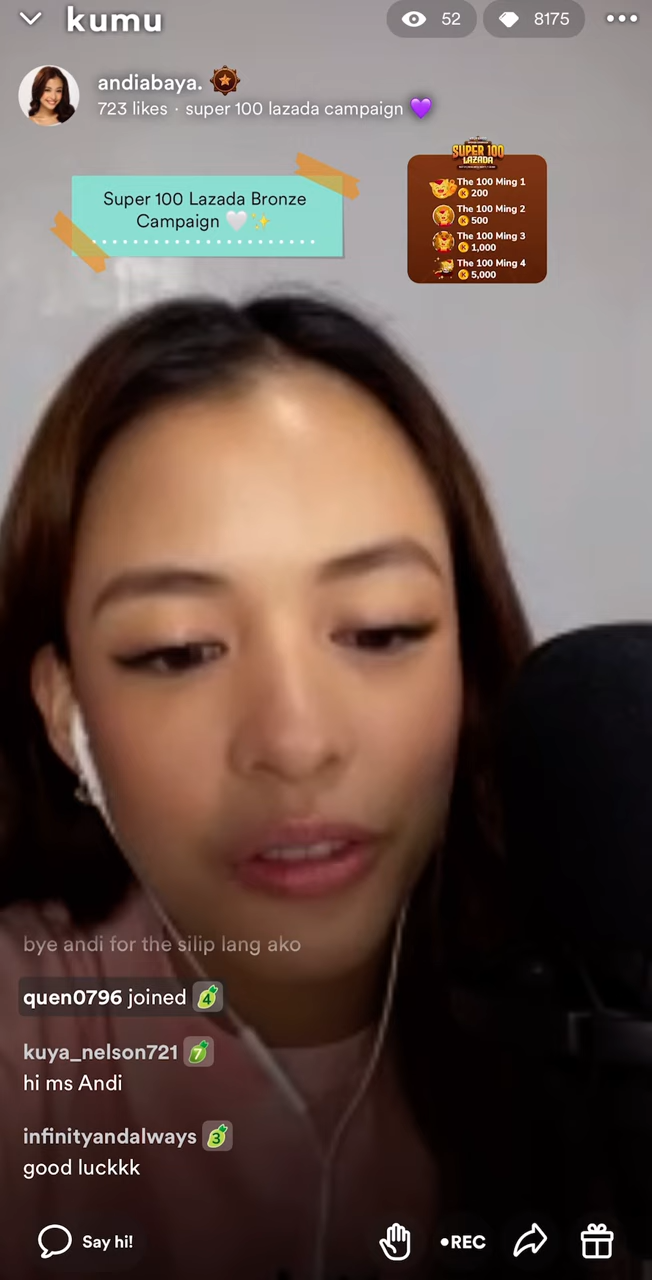 kumu
52
8175
andiabaya.
723 likes · super 100 lazada campaign 💜
Super 100 Lazada Bronze
Campaign 🤍✨
SUPER 100
LAZADA
The 100 Ming 1
200
The 100 Ming 2
500
The 100 Ming 3
1,000
The 100 Ming 4
5,000
bye andi for the silip lang ako
quen0796 joined 4
kuya_nelson721 7
hi ms Andi
infinityandalways 3
good luckkk
Say hi!
•REC